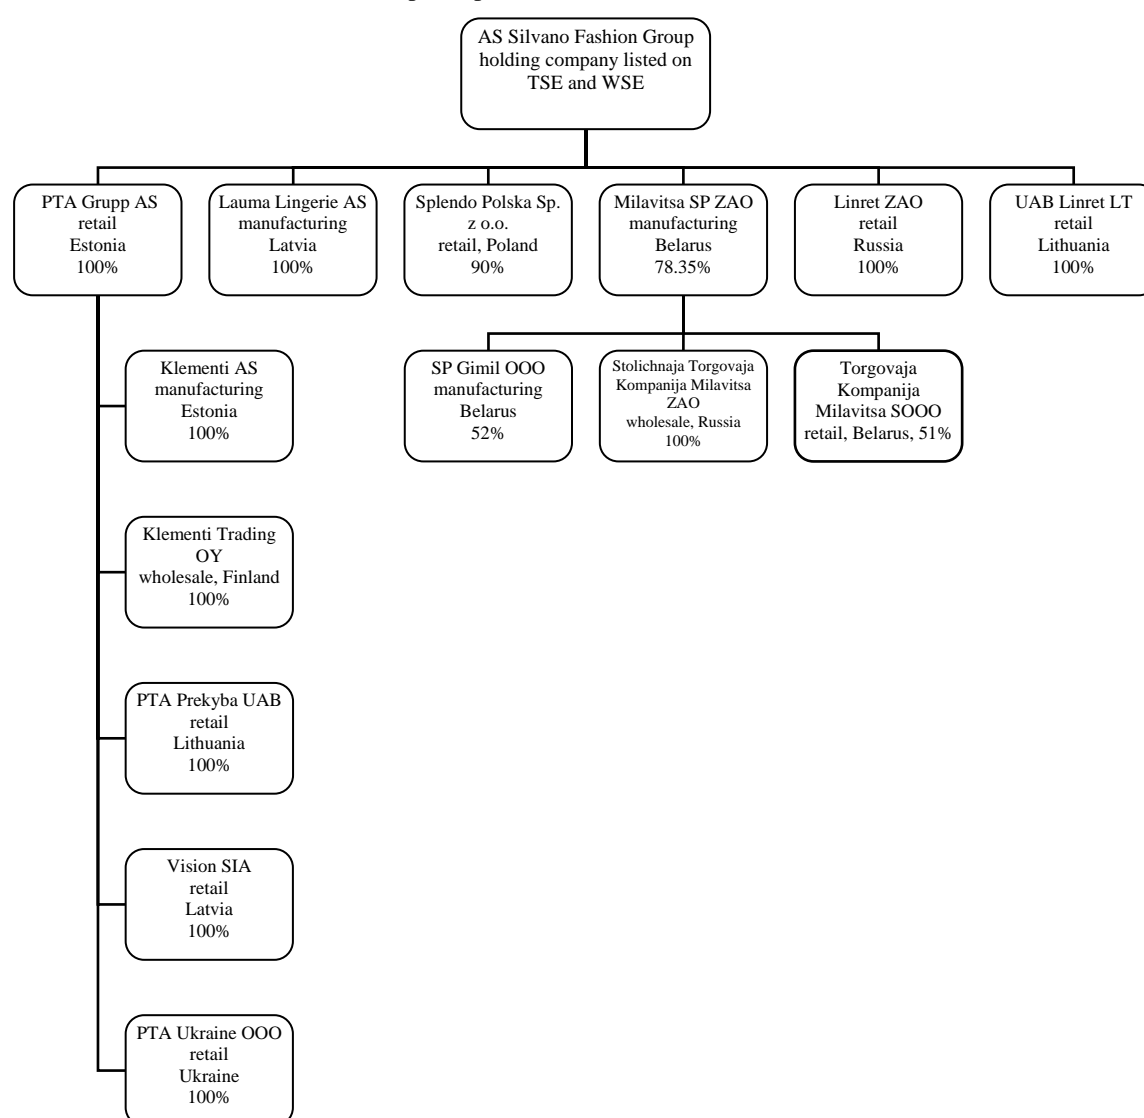 AS Silvano Fashion Group
holding company listed on
TSE and WSE
PTA Grupp AS
retail
Estonia
100%
Lauma Lingerie AS
manufacturing
Latvia
100%
Splendo Polska Sp.
z o.o.
retail, Poland
90%
Milavitsa SP ZAO
manufacturing
Belarus
78.35%
Linret ZAO
retail
Russia
100%
UAB Linret LT
retail
Lithuania
100%
Klementi AS
manufacturing
Estonia
100%
SP Gimil OOO
manufacturing
Belarus
52%
Stolichnaja Torgovaja
Kompanija Milavitsa
ZAO
wholesale, Russia
100%
Torgovaja
Kompanija
Milavitsa SOOO
retail, Belarus, 51%
Klementi Trading
OY
wholesale, Finland
100%
PTA Prekyba UAB
retail
Lithuania
100%
Vision SIA
retail
Latvia
100%
PTA Ukraine OOO
retail
Ukraine
100%